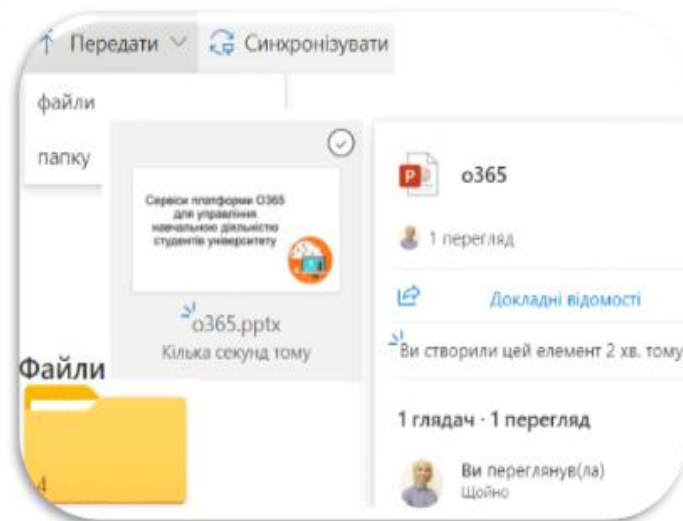 Передати
Синхронізувати
файли
папку
Сервіси платформи О365
для управління
навчальною діяльністю
студентів університету
o365.pptx
Кілька секунд тому
Файли
4
o365
1 перегляд
Докладні відомості
Ви створили цей елемент 2 хв. тому
1 глядач · 1 перегляд
Ви переглянув(ла)
Щойно